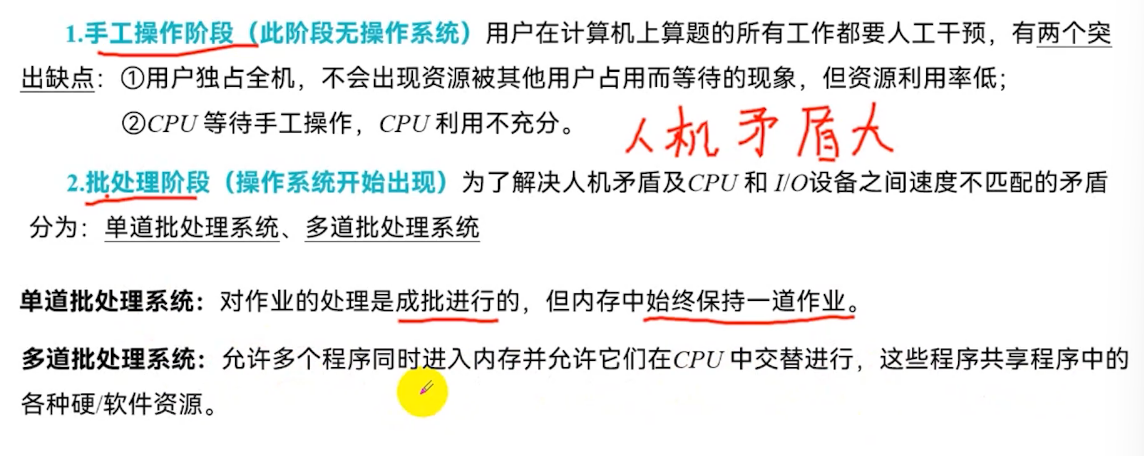 1.手工操作阶段（此阶段无操作系统）用户在计算机上算题的所有工作都要人工干预，有两个突
出缺点：①用户独占全机，不会出现资源被其他用户占用而等待的现象，但资源利用率低；
②CPU 等待手工操作，CPU 利用不充分。
人机矛盾大
2.批处理阶段（操作系统开始出现）为了解决人机矛盾及CPU 和 I/O设备之间速度不匹配的矛盾
分为：单道批处理系统、多道批处理系统
单道批处理系统：对作业的处理是成批进行的，但内存中始终保持一道作业。
多道批处理系统：允许多个程序同时进入内存并允许它们在CPU 中交替进行，这些程序共享程序中的
各种硬/软件资源。